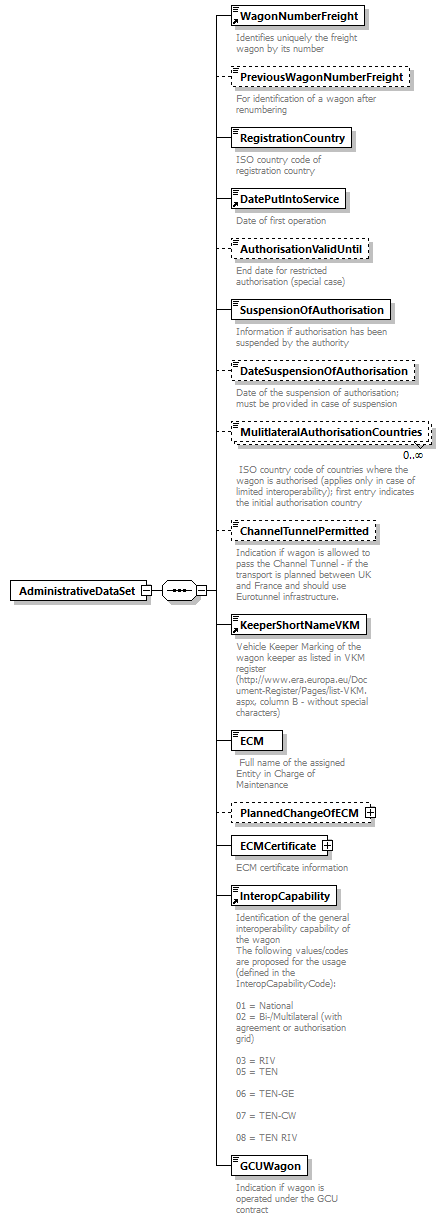 WagonNumberFreight
Identifies uniquely the freight
wagon by its number
PreviousWagonNumberFreight
For identification of a wagon after
renumbering
RegistrationCountry
ISO country code of
registration country
DatePutIntoService
Date of first operation
AuthorisationValidUntil
End date for restricted
authorisation (special case)
SuspensionOfAuthorisation
Information if authorisation has been
suspended by the authority
DateSuspensionOfAuthorisation
Date of the suspension of authorisation;
must be provided in case of suspension
MulitlateralAuthorisationCountries
0..∞
ISO country code of countries where the
wagon is authorised (applies only in case of
limited interoperability); first entry indicates
the initial authorisation country
ChannelTunnelPermitted
Indication if wagon is allowed to
pass the Channel Tunnel - if the
transport is planned between UK
and France and should use
Eurotunnel infrastructure.
AdministrativeDataSet
KeeperShortNameVKM
Vehicle Keeper Marking of the
wagon keeper as listed in VKM
register
(http://www.era.europa.eu/Doc
ument-Register/Pages/list-VKM.
aspx, column B - without special
characters)
ECM
Full name of the assigned
Entity in Charge of
Maintenance
PlannedChangeOfECM
ECMCertificate
ECM certificate information
InteropCapability
Identification of the general
interoperability capability of
the wagon
The following values/codes
are proposed for the usage
(defined in the
InteropCapabilityCode):
01 = National
02 = Bi-/Multilateral (with
agreement or authorisation
grid)
03 = RIV
05 = TEN
06 = TEN-GE
07 = TEN-CW
08 = TEN RIV
GCUWagon
Indication if wagon is
operated under the GCU
contract